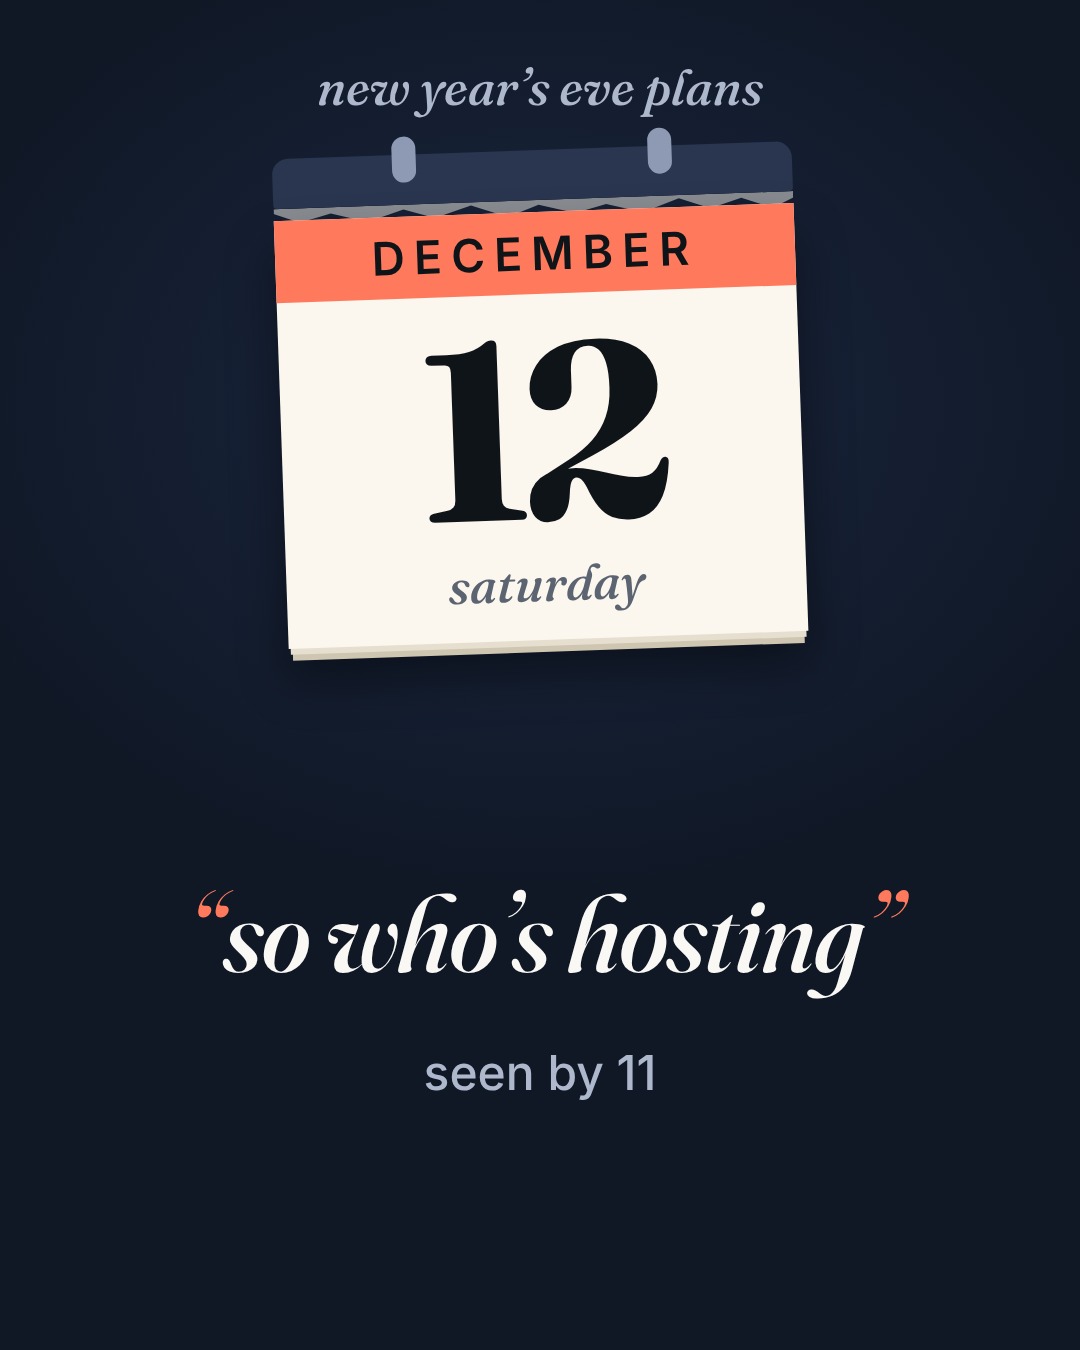 new year’s eve plans
DECEMBER
12
saturday
“so who’s hosting”
seen by 11